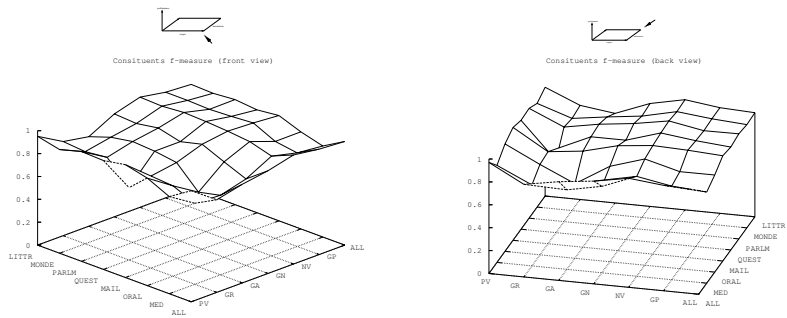 Consituents f-measure (front view)
1
0.8
0.6
0.4
0.2
0
LITTR
MONDE
PARLM
QUEST
MAIL
ORAL
MED
ALL
PV
GR
GA
GN
NV
GP
ALL
Consituents f-measure (back view)
1
0.8
0.6
0.4
0.2
0
PV
GR
GA
GN
NV
GP
ALL
ALL
MED
ORAL
MAIL
QUEST
PARLM
MONDE
LITTR